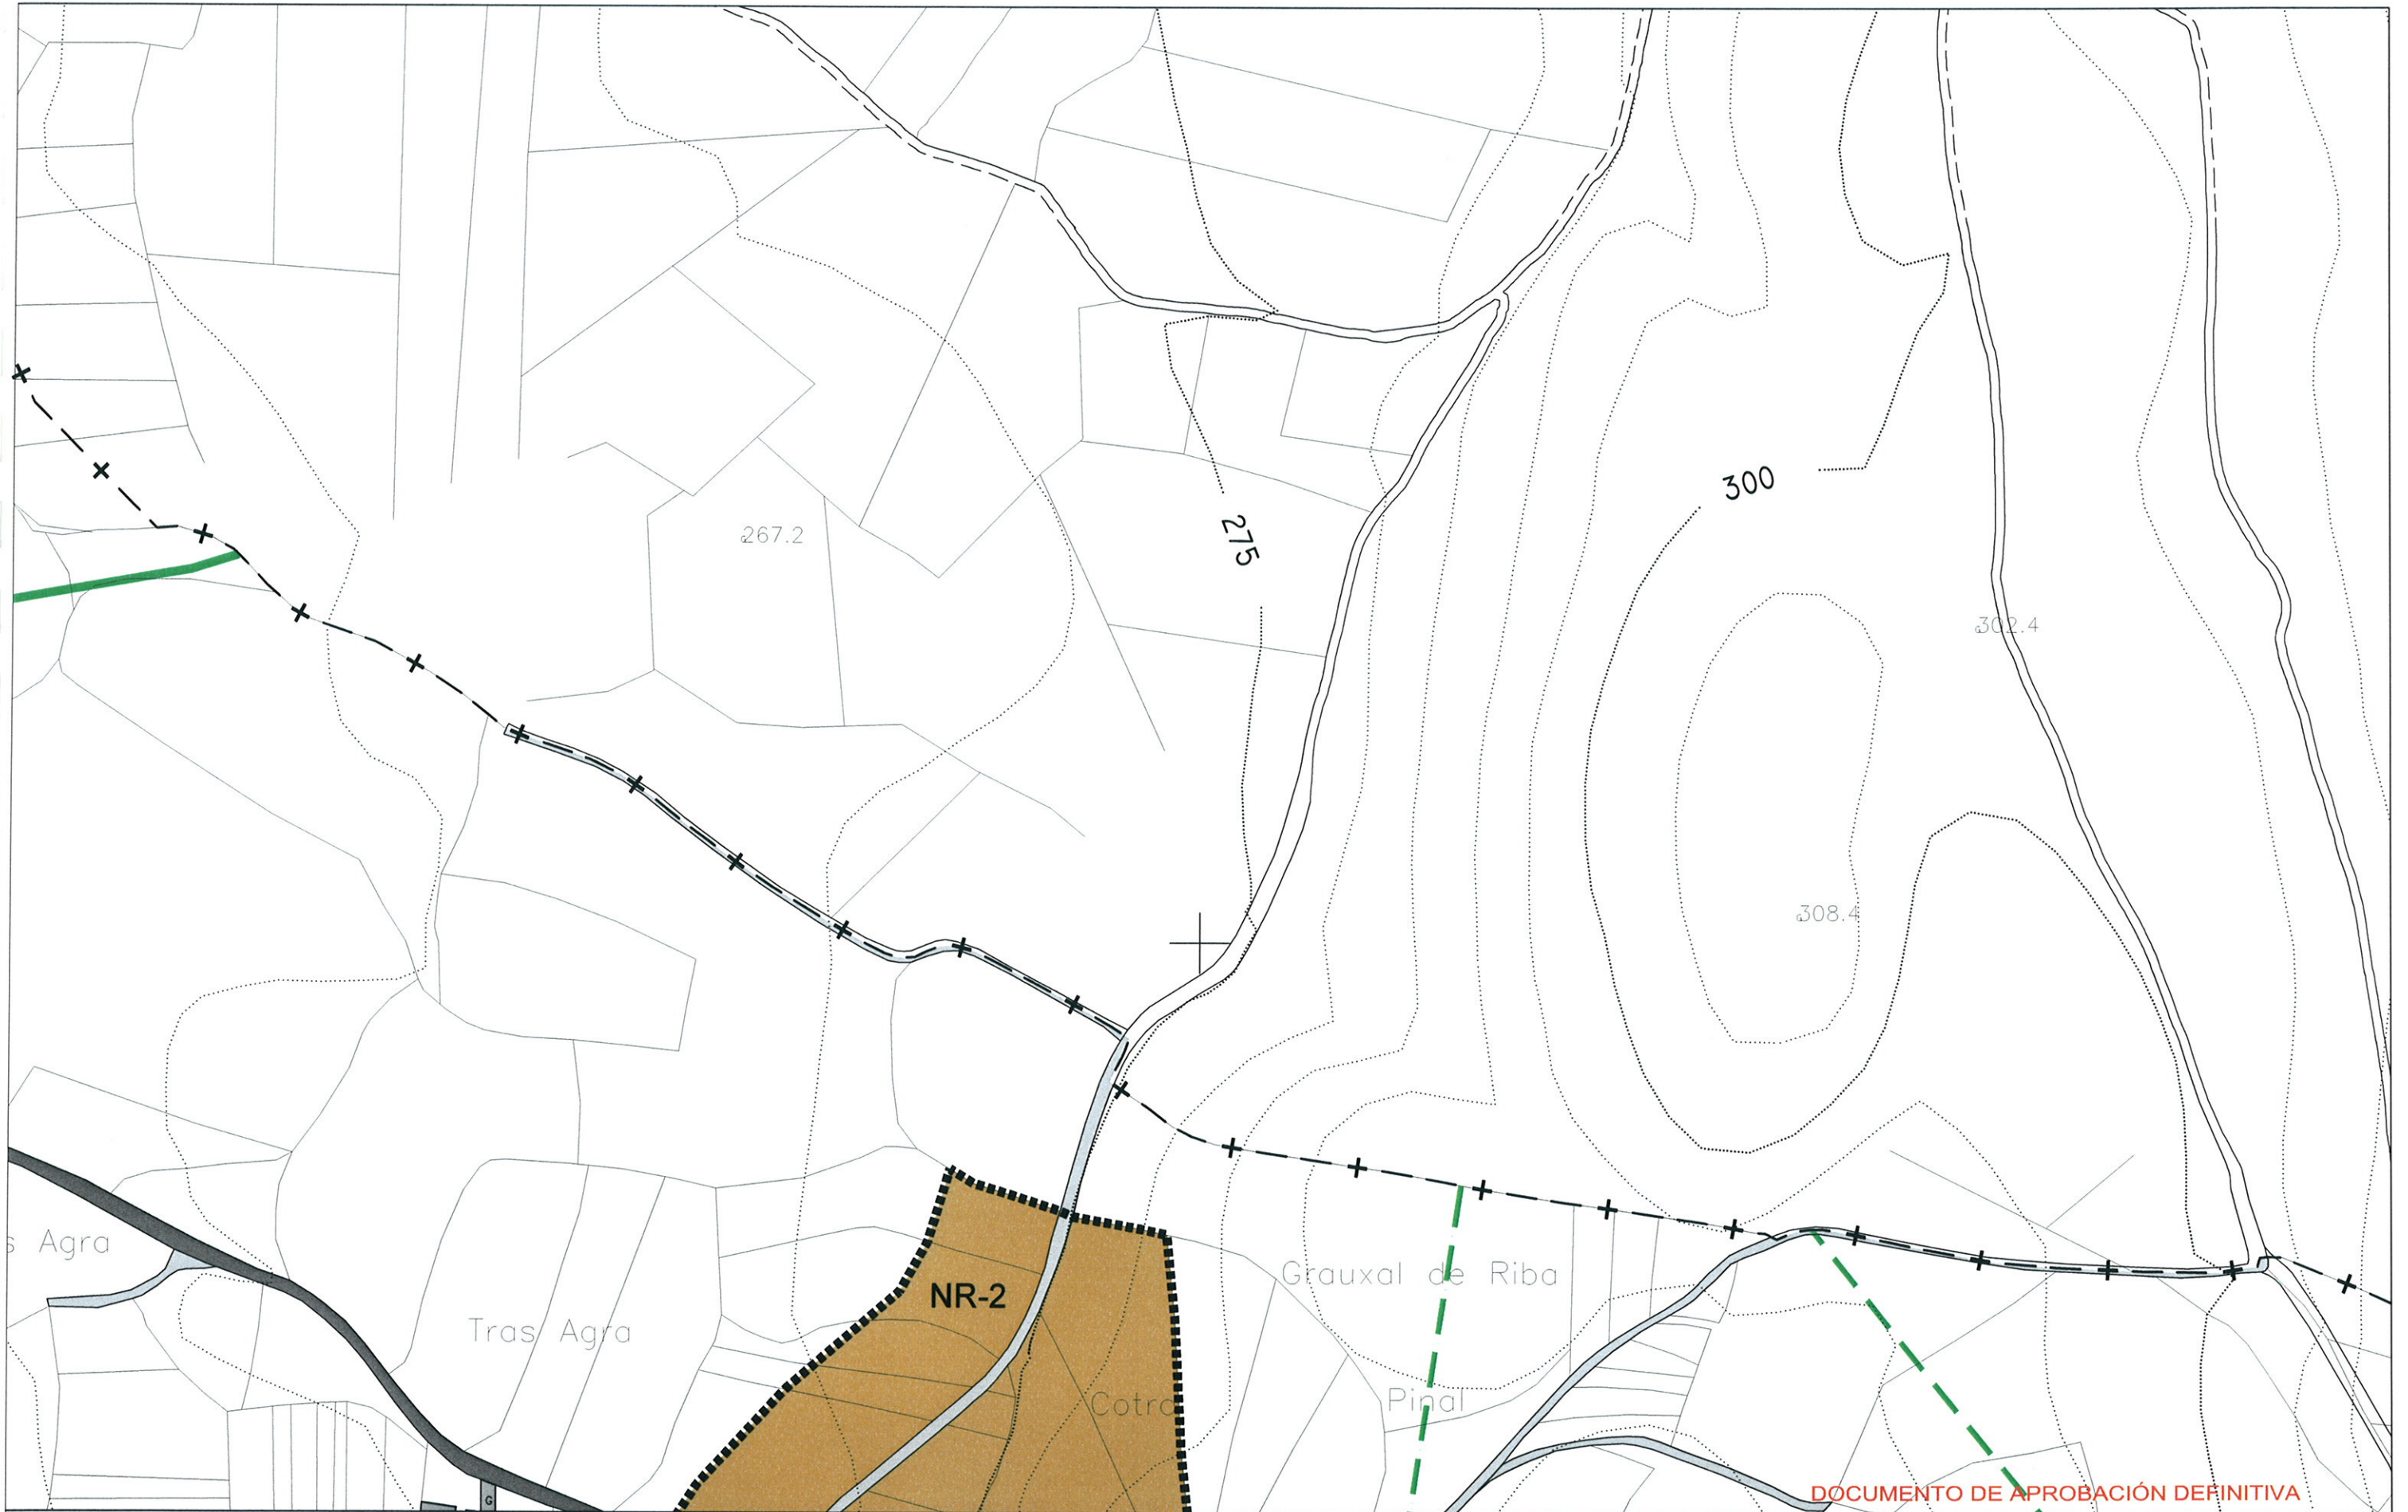 300
275
267.2
302.4
308.4
s Agra
Grauxal de Riba
NR-2
Tras Agra
Pinal
Cotro
G
DOCUMENTO DE APROBACIÓN DEFINITIVA